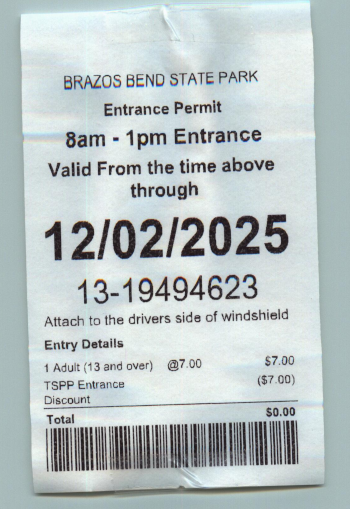 BRAZOS BEND STATE PARK
Entrance Permit
8am - 1pm Entrance
Valid From the time above
through
12/02/2025
13-19494623
Attach to the drivers side of windshield
Entry Details
1 Adult (13 and over) @7.00 $7.00
TSPP Entrance ($7.00)
Discount
Total $0.00